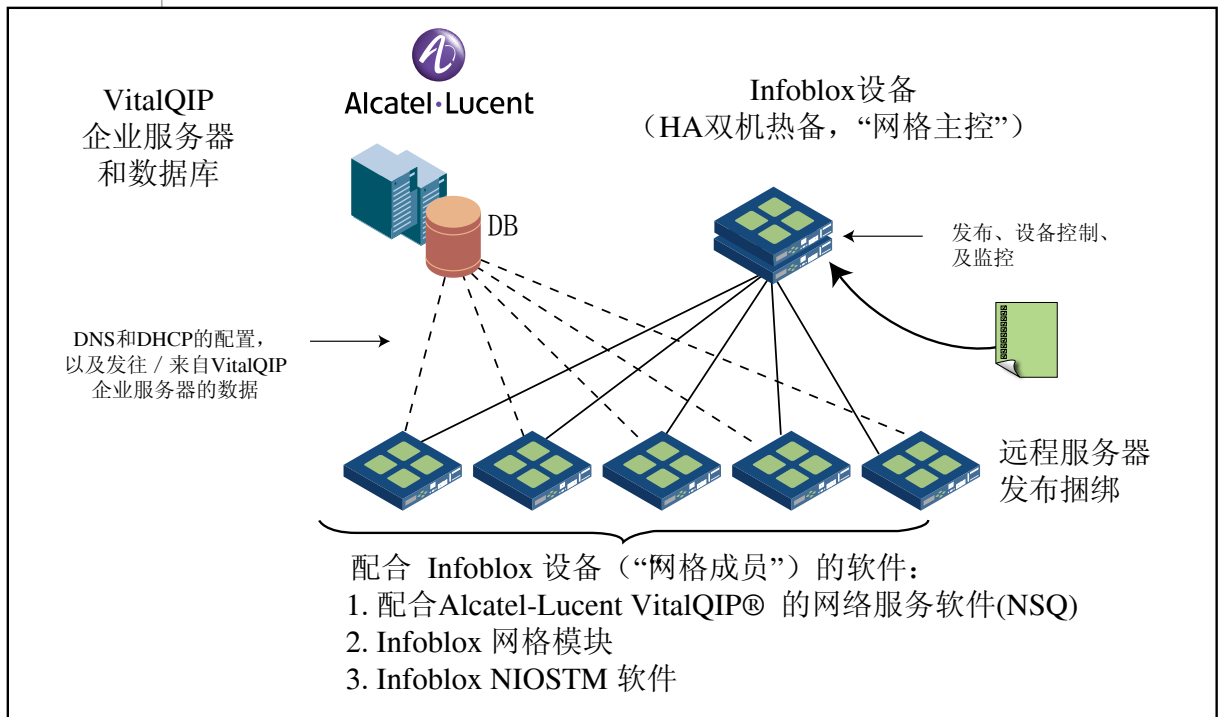 VitalQIP
企业服务器
和数据库
Alcatel·Lucent
Infoblox设备
（HA双机热备，“网格主控”）
DB
发布、设备控制、
及监控
DNS和DHCP的配置，
以及发往／来自VitalQIP
企业服务器的数据
远程服务器
发布捆绑
配合 Infoblox 设备（“网格成员”）的软件：
1. 配合Alcatel-Lucent VitalQIP® 的网络服务软件(NSQ)
2. Infoblox 网格模块
3. Infoblox NIOSTM 软件